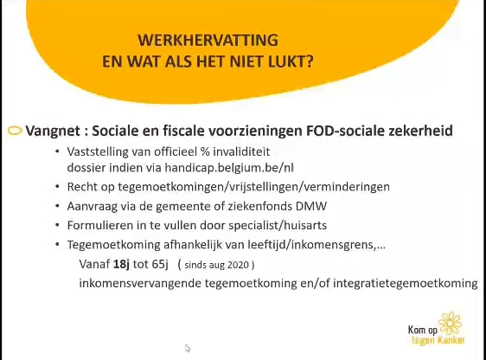 WERKHERVATTING
EN WAT ALS HET NIET LUKT?
Vangnet : Sociale en fiscale voorzieningen FOD-sociale zekerheid
• Vaststelling van officieel % invaliditeit
dossier indien via handicap.belgium.be/nl
• Recht op tegemoetkomingen/vrijstellingen/verminderingen
• Aanvraag via de gemeente of ziekenfonds DMW
• Formulieren in te vullen door specialist/huisarts
• Tegemoetkoming afhankelijk van leeftijd/inkomensgrens,...
Vanaf 18j tot 65j ( sinds aug 2020 )
inkomensvervangende tegemoetkoming en/of integratietegemoetkoming
Kom op
tegen Kanker